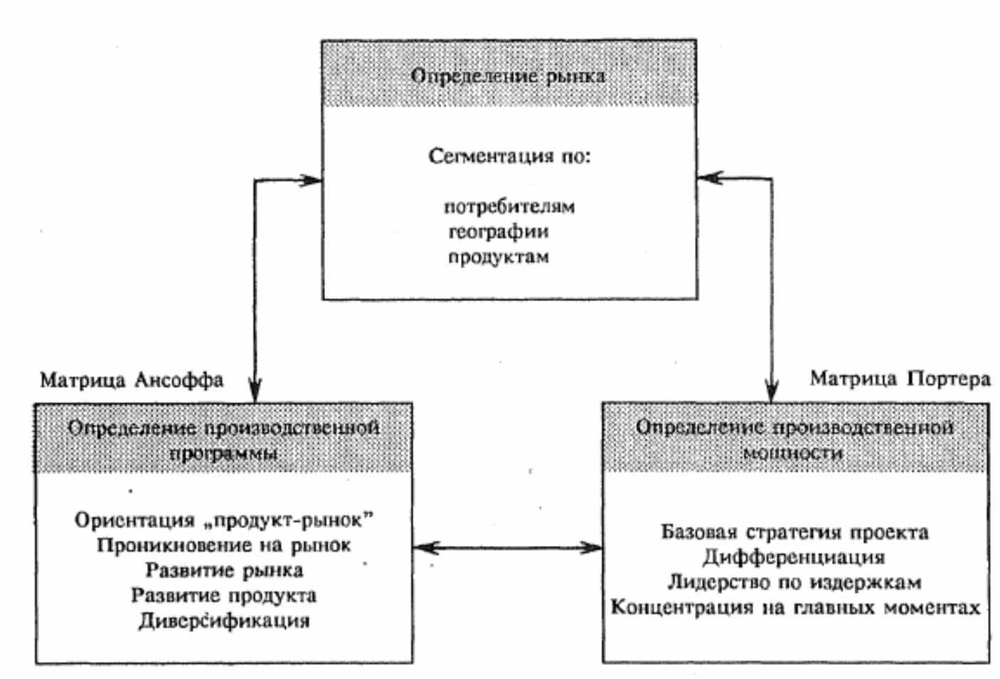 Определение рынка
Сегментация по:
потребителям
географии
продуктам
Матрица Ансоффа
Матрица Портера
Определение производственной
программы
Ориентация „продукт-рынок”
Проникновение на рынок
Развитие рынка
Развитие продукта
Диверсификация
Определение производственной
мощности
Базовая стратегия проекта
Дифференциация
Лидерство по издержкам
Концентрация на главных моментах